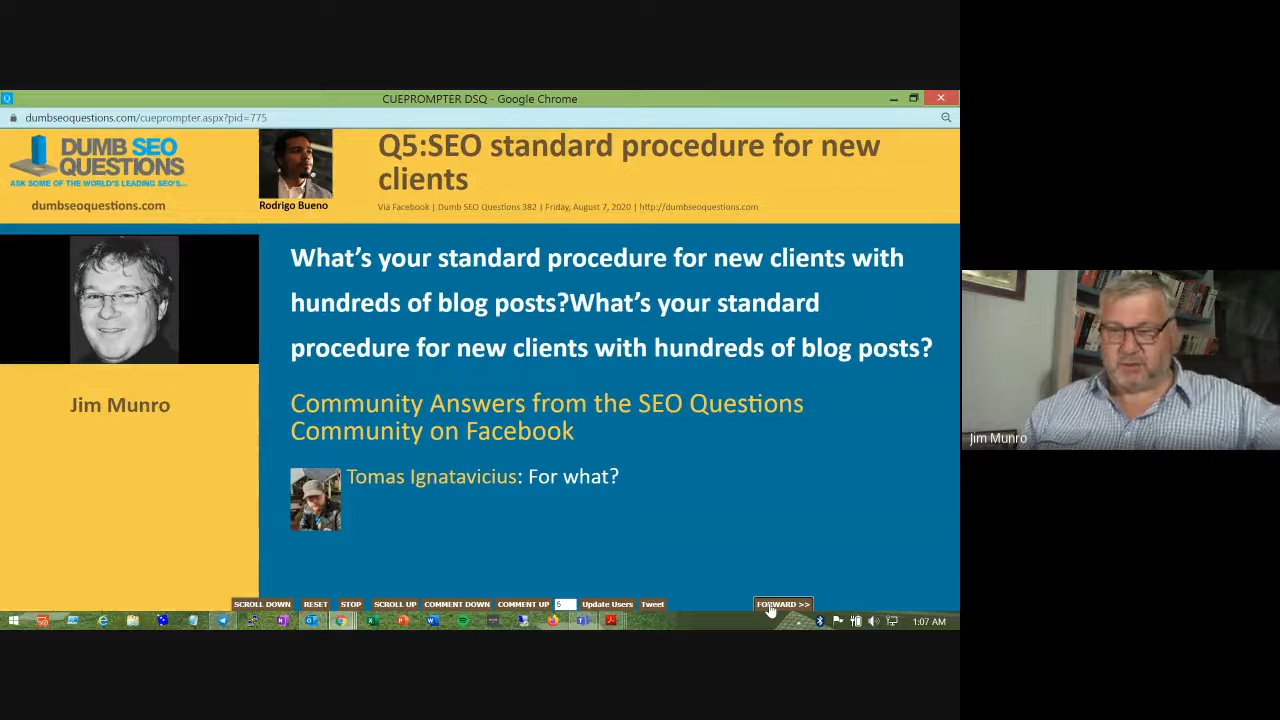 CUEPROMPTER DSQ - Google Chrome
dumbseoquestions.com/cueprompter.aspx?pid=775
DUMB SEO
QUESTIONS
ASK SOME OF THE WORLD'S LEADING SEO'S...
dumbseoquestions.com
Rodrigo Bueno
Q5:SEO standard procedure for new
clients
Via Facebook | Dumb SEO Questions 382 | Friday, August 7, 2020 | http://dumbseoquestions.com
Jim Munro
What's your standard procedure for new clients with
hundreds of blog posts?What's your standard
procedure for new clients with hundreds of blog posts?
Community Answers from the SEO Questions
Community on Facebook
Tomas Ignatavicius: For what?
SCROLL DOWN RESET STOP SCROLL UP COMMENT DOWN COMMENT UP 5 Update Users Tweet FORWARD >>
1:07 AM
Jim Munro